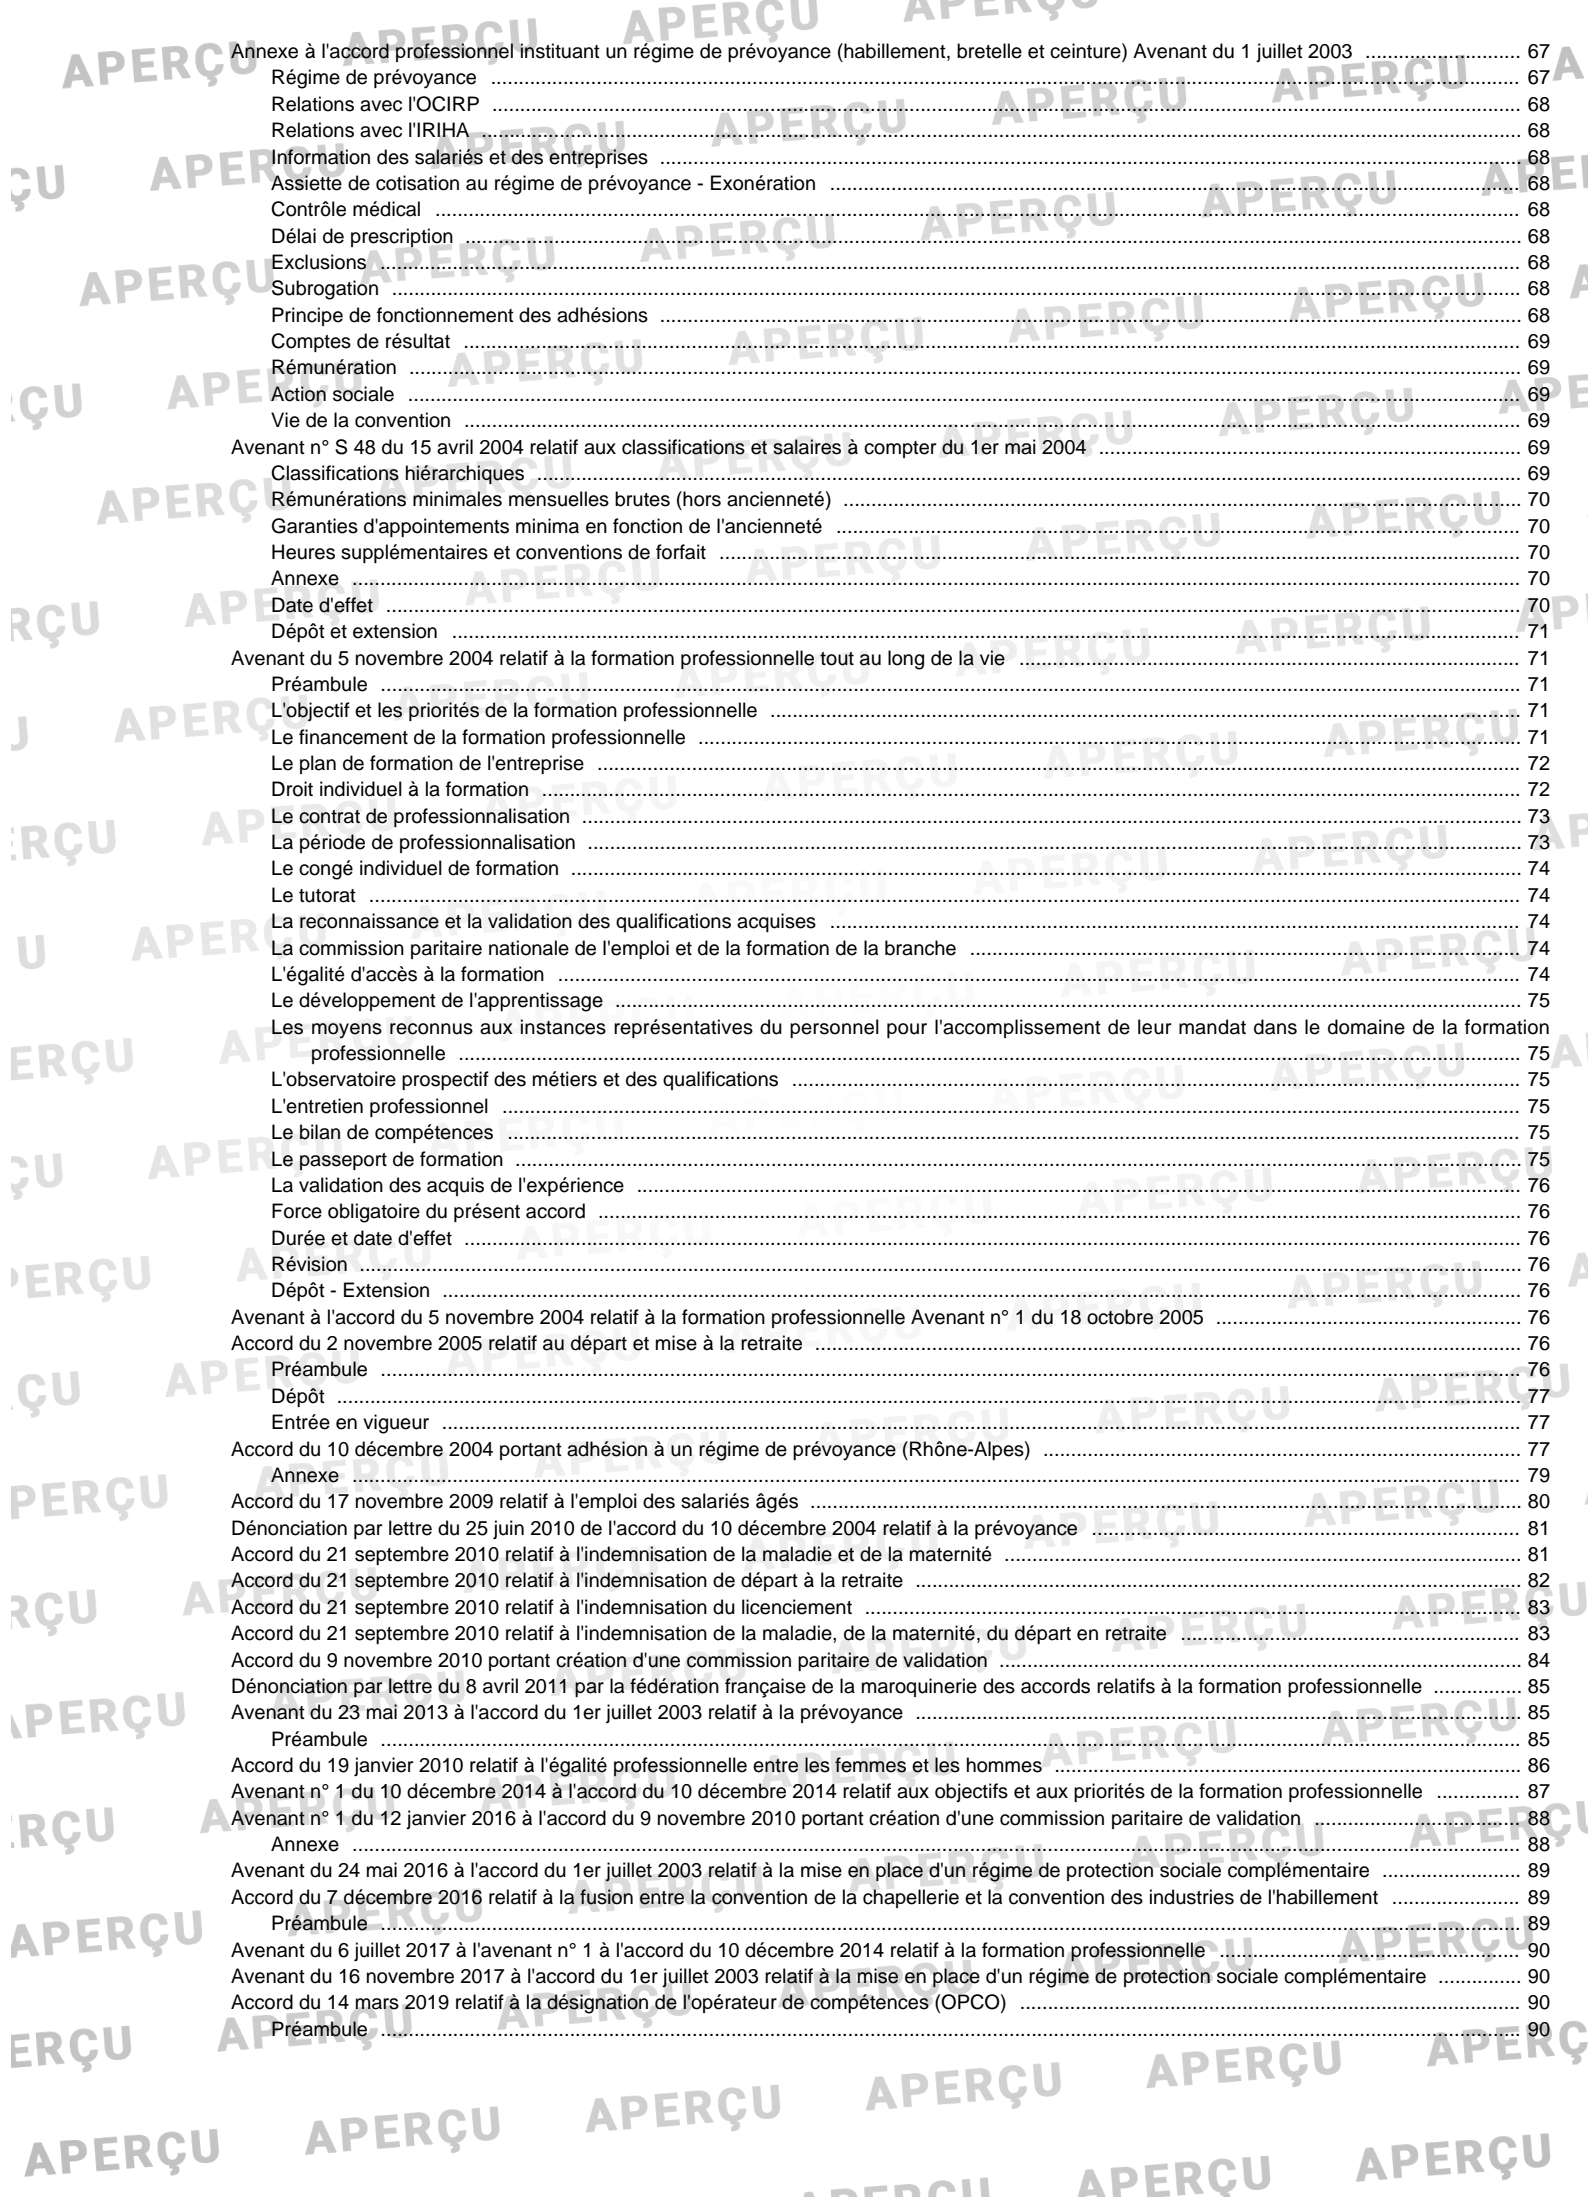 Annexe à l'accord professionnel instituant un régime de prévoyance (habillement, bretelle et ceinture) Avenant du 1 juillet 2003 ........ 67
Régime de prévoyance ........ 67
Relations avec l'OCIRP ........ 68
Relations avec l'IRIHA ........ 68
Information des salariés et des entreprises ........ 68
Assiette de cotisation au régime de prévoyance - Exonération ........ 68
Contrôle médical ........ 68
Délai de prescription ........ 68
Exclusions ........ 68
Subrogation ........ 68
Principe de fonctionnement des adhésions ........ 68
Comptes de résultat ........ 69
Rémunération ........ 69
Action sociale ........ 69
Vie de la convention ........ 69
Avenant n° S 48 du 15 avril 2004 relatif aux classifications et salaires à compter du 1er mai 2004 ........ 69
Classifications hiérarchiques ........ 69
Rémunérations minimales mensuelles brutes (hors ancienneté) ........ 70
Garanties d'appointements minima en fonction de l'ancienneté ........ 70
Heures supplémentaires et conventions de forfait ........ 70
Annexe ........ 70
Date d'effet ........ 70
Dépôt et extension ........ 71
Avenant du 5 novembre 2004 relatif à la formation professionnelle tout au long de la vie ........ 71
Préambule ........ 71
L'objectif et les priorités de la formation professionnelle ........ 71
Le financement de la formation professionnelle ........ 71
Le plan de formation de l'entreprise ........ 72
Droit individuel à la formation ........ 72
Le contrat de professionnalisation ........ 73
La période de professionnalisation ........ 73
Le congé individuel de formation ........ 74
Le tutorat ........ 74
La reconnaissance et la validation des qualifications acquises ........ 74
La commission paritaire nationale de l'emploi et de la formation de la branche ........ 74
L'égalité d'accès à la formation ........ 74
Le développement de l'apprentissage ........ 75
Les moyens reconnus aux instances représentatives du personnel pour l'accomplissement de leur mandat dans le domaine de la formation
professionnelle ........ 75
L'observatoire prospectif des métiers et des qualifications ........ 75
L'entretien professionnel ........ 75
Le bilan de compétences ........ 75
Le passeport de formation ........ 75
La validation des acquis de l'expérience ........ 76
Force obligatoire du présent accord ........ 76
Durée et date d'effet ........ 76
Révision ........ 76
Dépôt - Extension ........ 76
Avenant à l'accord du 5 novembre 2004 relatif à la formation professionnelle Avenant n° 1 du 18 octobre 2005 ........ 76
Accord du 2 novembre 2005 relatif au départ et mise à la retraite ........ 76
Préambule ........ 76
Dépôt ........ 77
Entrée en vigueur ........ 77
Accord du 10 décembre 2004 portant adhésion à un régime de prévoyance (Rhône-Alpes) ........ 77
Annexe ........ 79
Accord du 17 novembre 2009 relatif à l'emploi des salariés âgés ........ 80
Dénonciation par lettre du 25 juin 2010 de l'accord du 10 décembre 2004 relatif à la prévoyance ........ 81
Accord du 21 septembre 2010 relatif à l'indemnisation de la maladie et de la maternité ........ 81
Accord du 21 septembre 2010 relatif à l'indemnisation de départ à la retraite ........ 82
Accord du 21 septembre 2010 relatif à l'indemnisation du licenciement ........ 83
Accord du 21 septembre 2010 relatif à l'indemnisation de la maladie, de la maternité, du départ en retraite ........ 83
Accord du 9 novembre 2010 portant création d'une commission paritaire de validation ........ 84
Dénonciation par lettre du 8 avril 2011 par la fédération française de la maroquinerie des accords relatifs à la formation professionnelle ........ 85
Avenant du 23 mai 2013 à l'accord du 1er juillet 2003 relatif à la prévoyance ........ 85
Préambule ........ 85
Accord du 19 janvier 2010 relatif à l'égalité professionnelle entre les femmes et les hommes ........ 86
Avenant n° 1 du 10 décembre 2014 à l'accord du 10 décembre 2014 relatif aux objectifs et aux priorités de la formation professionnelle ........ 87
Avenant n° 1 du 12 janvier 2016 à l'accord du 9 novembre 2010 portant création d'une commission paritaire de validation ........ 88
Annexe ........ 88
Avenant du 24 mai 2016 à l'accord du 1er juillet 2003 relatif à la mise en place d'un régime de protection sociale complémentaire ........ 89
Accord du 7 décembre 2016 relatif à la fusion entre la convention de la chapellerie et la convention des industries de l'habillement ........ 89
Préambule ........ 89
Avenant du 6 juillet 2017 à l'avenant n° 1 à l'accord du 10 décembre 2014 relatif à la formation professionnelle ........ 90
Avenant du 16 novembre 2017 à l'accord du 1er juillet 2003 relatif à la mise en place d'un régime de protection sociale complémentaire ........ 90
Accord du 14 mars 2019 relatif à la désignation de l'opérateur de compétences (OPCO) ........ 90
Préambule ........ 90
APERÇU